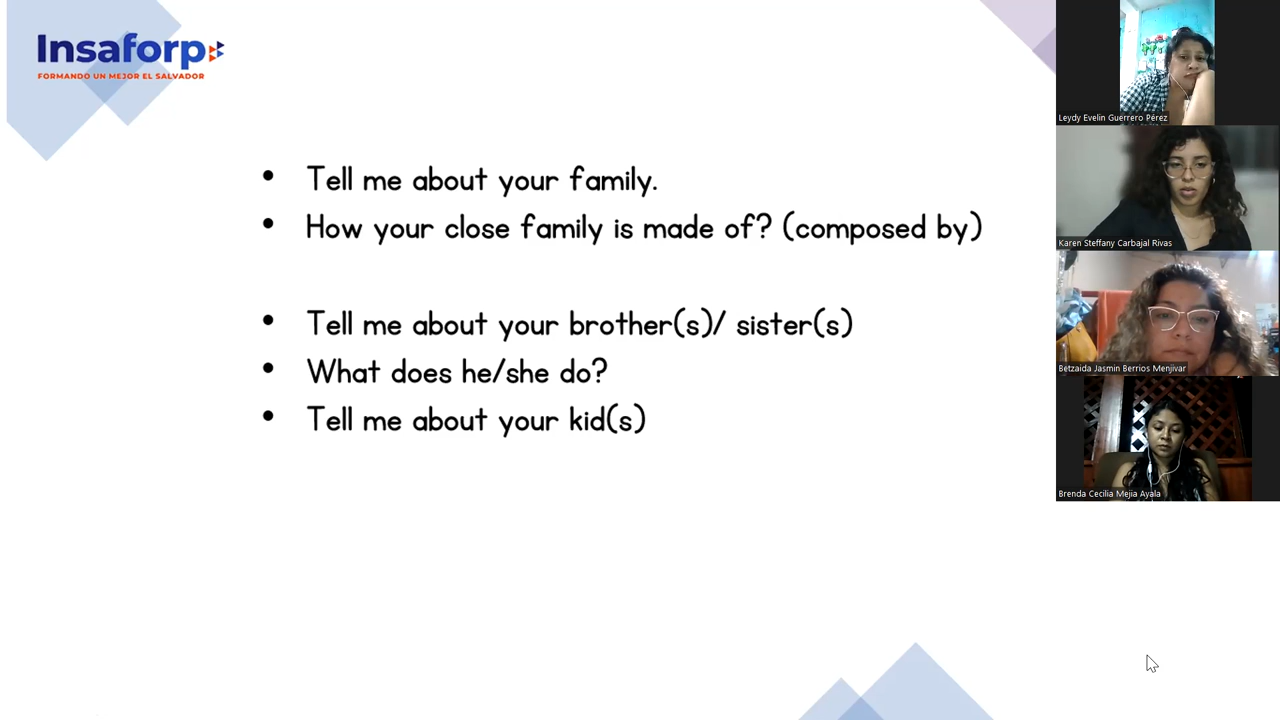 Insaforp
FORMANDO UN MEJOR EL SALVADOR
• Tell me about your family.
• How your close family is made of? (composed by)
• Tell me about your brother(s)/ sister(s)
• What does he/she do?
• Tell me about your kid(s)
Leydy Evelin Guerrero Pérez
Karen Steffany Carbajal Rivas
Betzaida Jasmin Berrios Menjivar
Brenda Cecilia Mejia Ayala